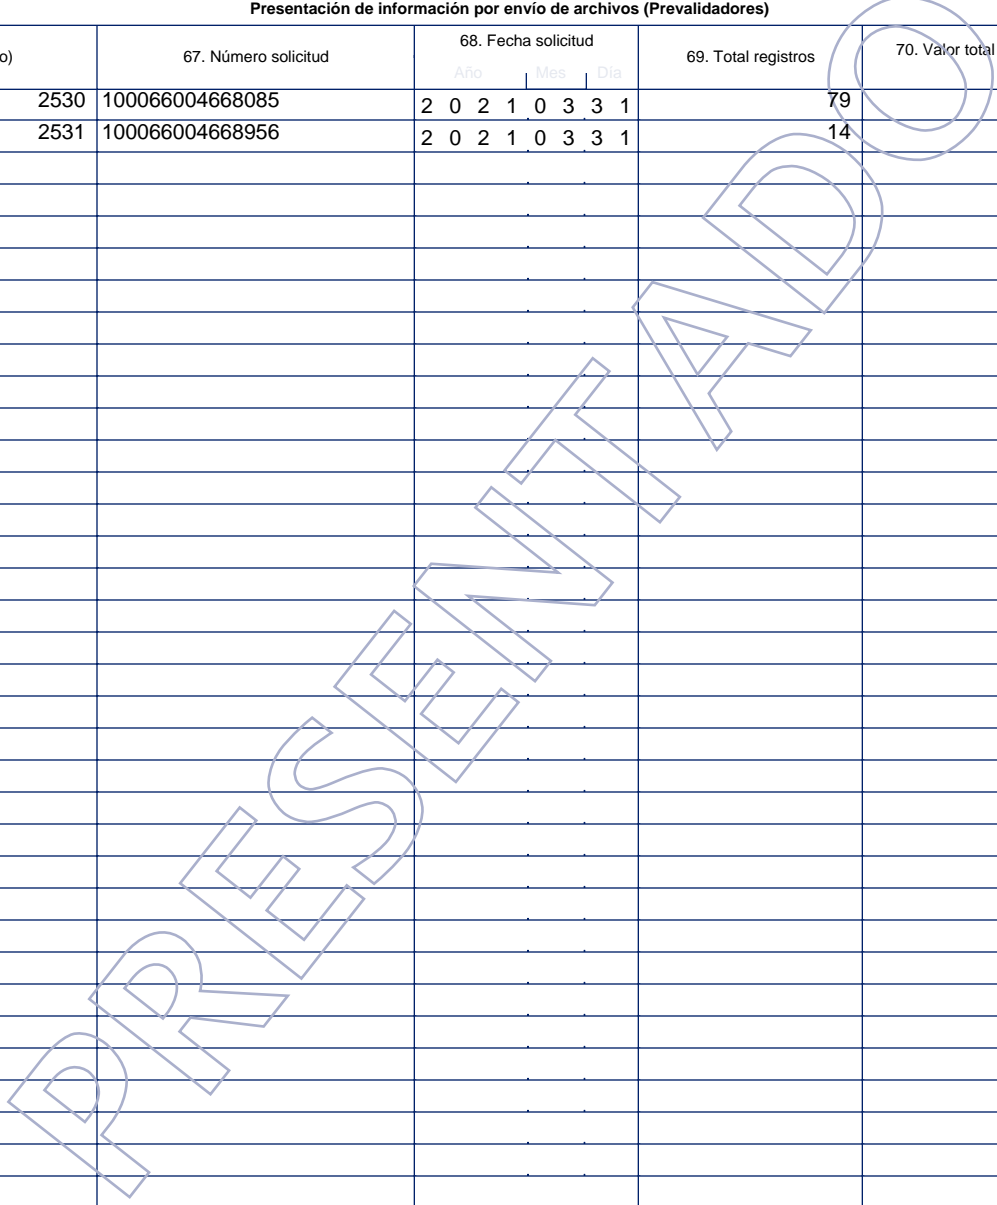 Presentación de información por envío de archivos (Prevalidadores)
o) 67. Número solicitud 68. Fecha solicitud 69. Total registros 70. Valor total
Año Mes Día
2530 100066004668085 2 0 2 1 0 3 3 1 79
2531 100066004668956 2 0 2 1 0 3 3 1 14
PRESENTADO